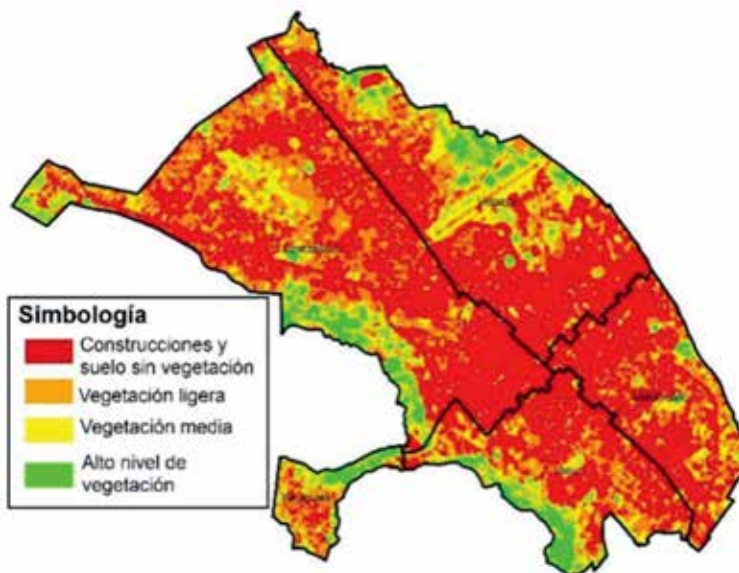 Simbología
Construcciones y
suelo sin vegetación
Vegetación ligera
Vegetación media
Alto nivel de
vegetación